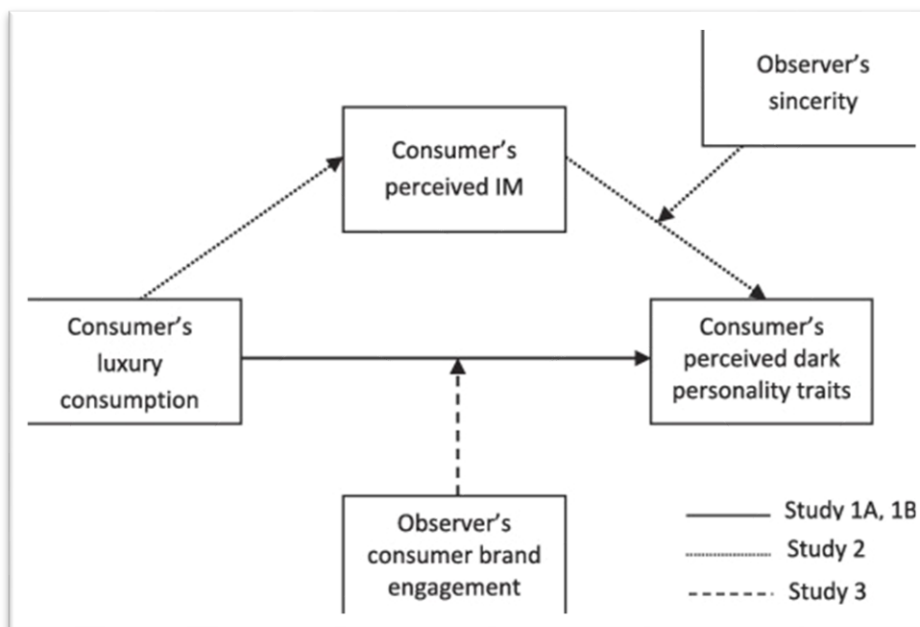 Observer's
sincerity
Consumer's
perceived IM
Consumer's
luxury
consumption
Consumer's
perceived dark
personality traits
Observer's
consumer brand
engagement
Study 1A, 1B
Study 2
Study 3